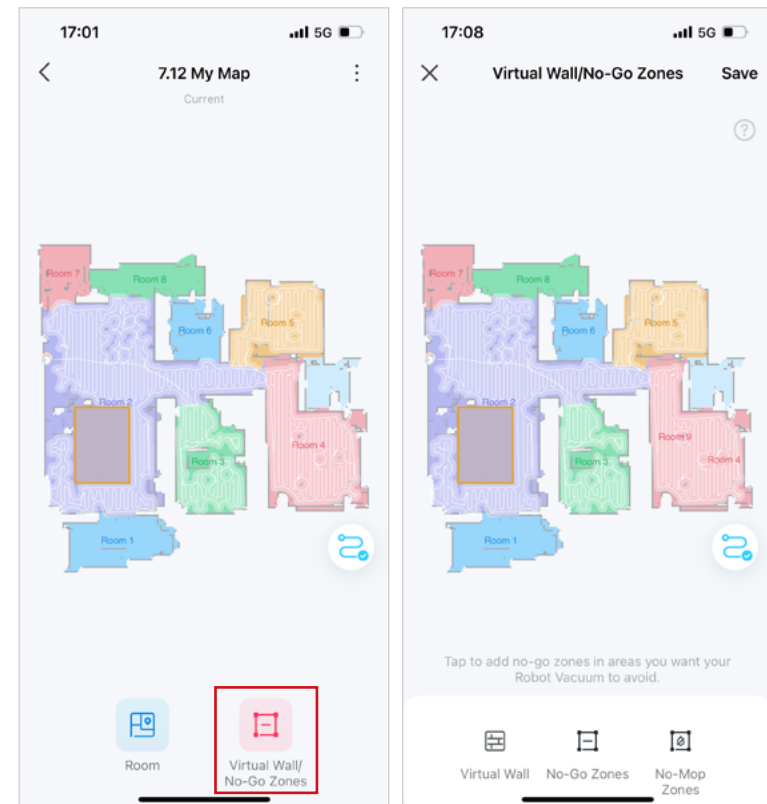 17:01
5G
7.12 My Map
Current
Room 7
Room 8
Room 6
Room 5
Room 2
Room 4
Room 3
Room 1
Room
Virtual Wall/
No-Go Zones
17:08
5G
Virtual Wall/No-Go Zones
Save
?
Room 7
Room 8
Room 6
Room 5
Room 2
Room 9
Room 3
Room 4
Room 1
Tap to add no-go zones in areas you want your
Robot Vacuum to avoid.
Virtual Wall
No-Go Zones
No-Mop
Zones